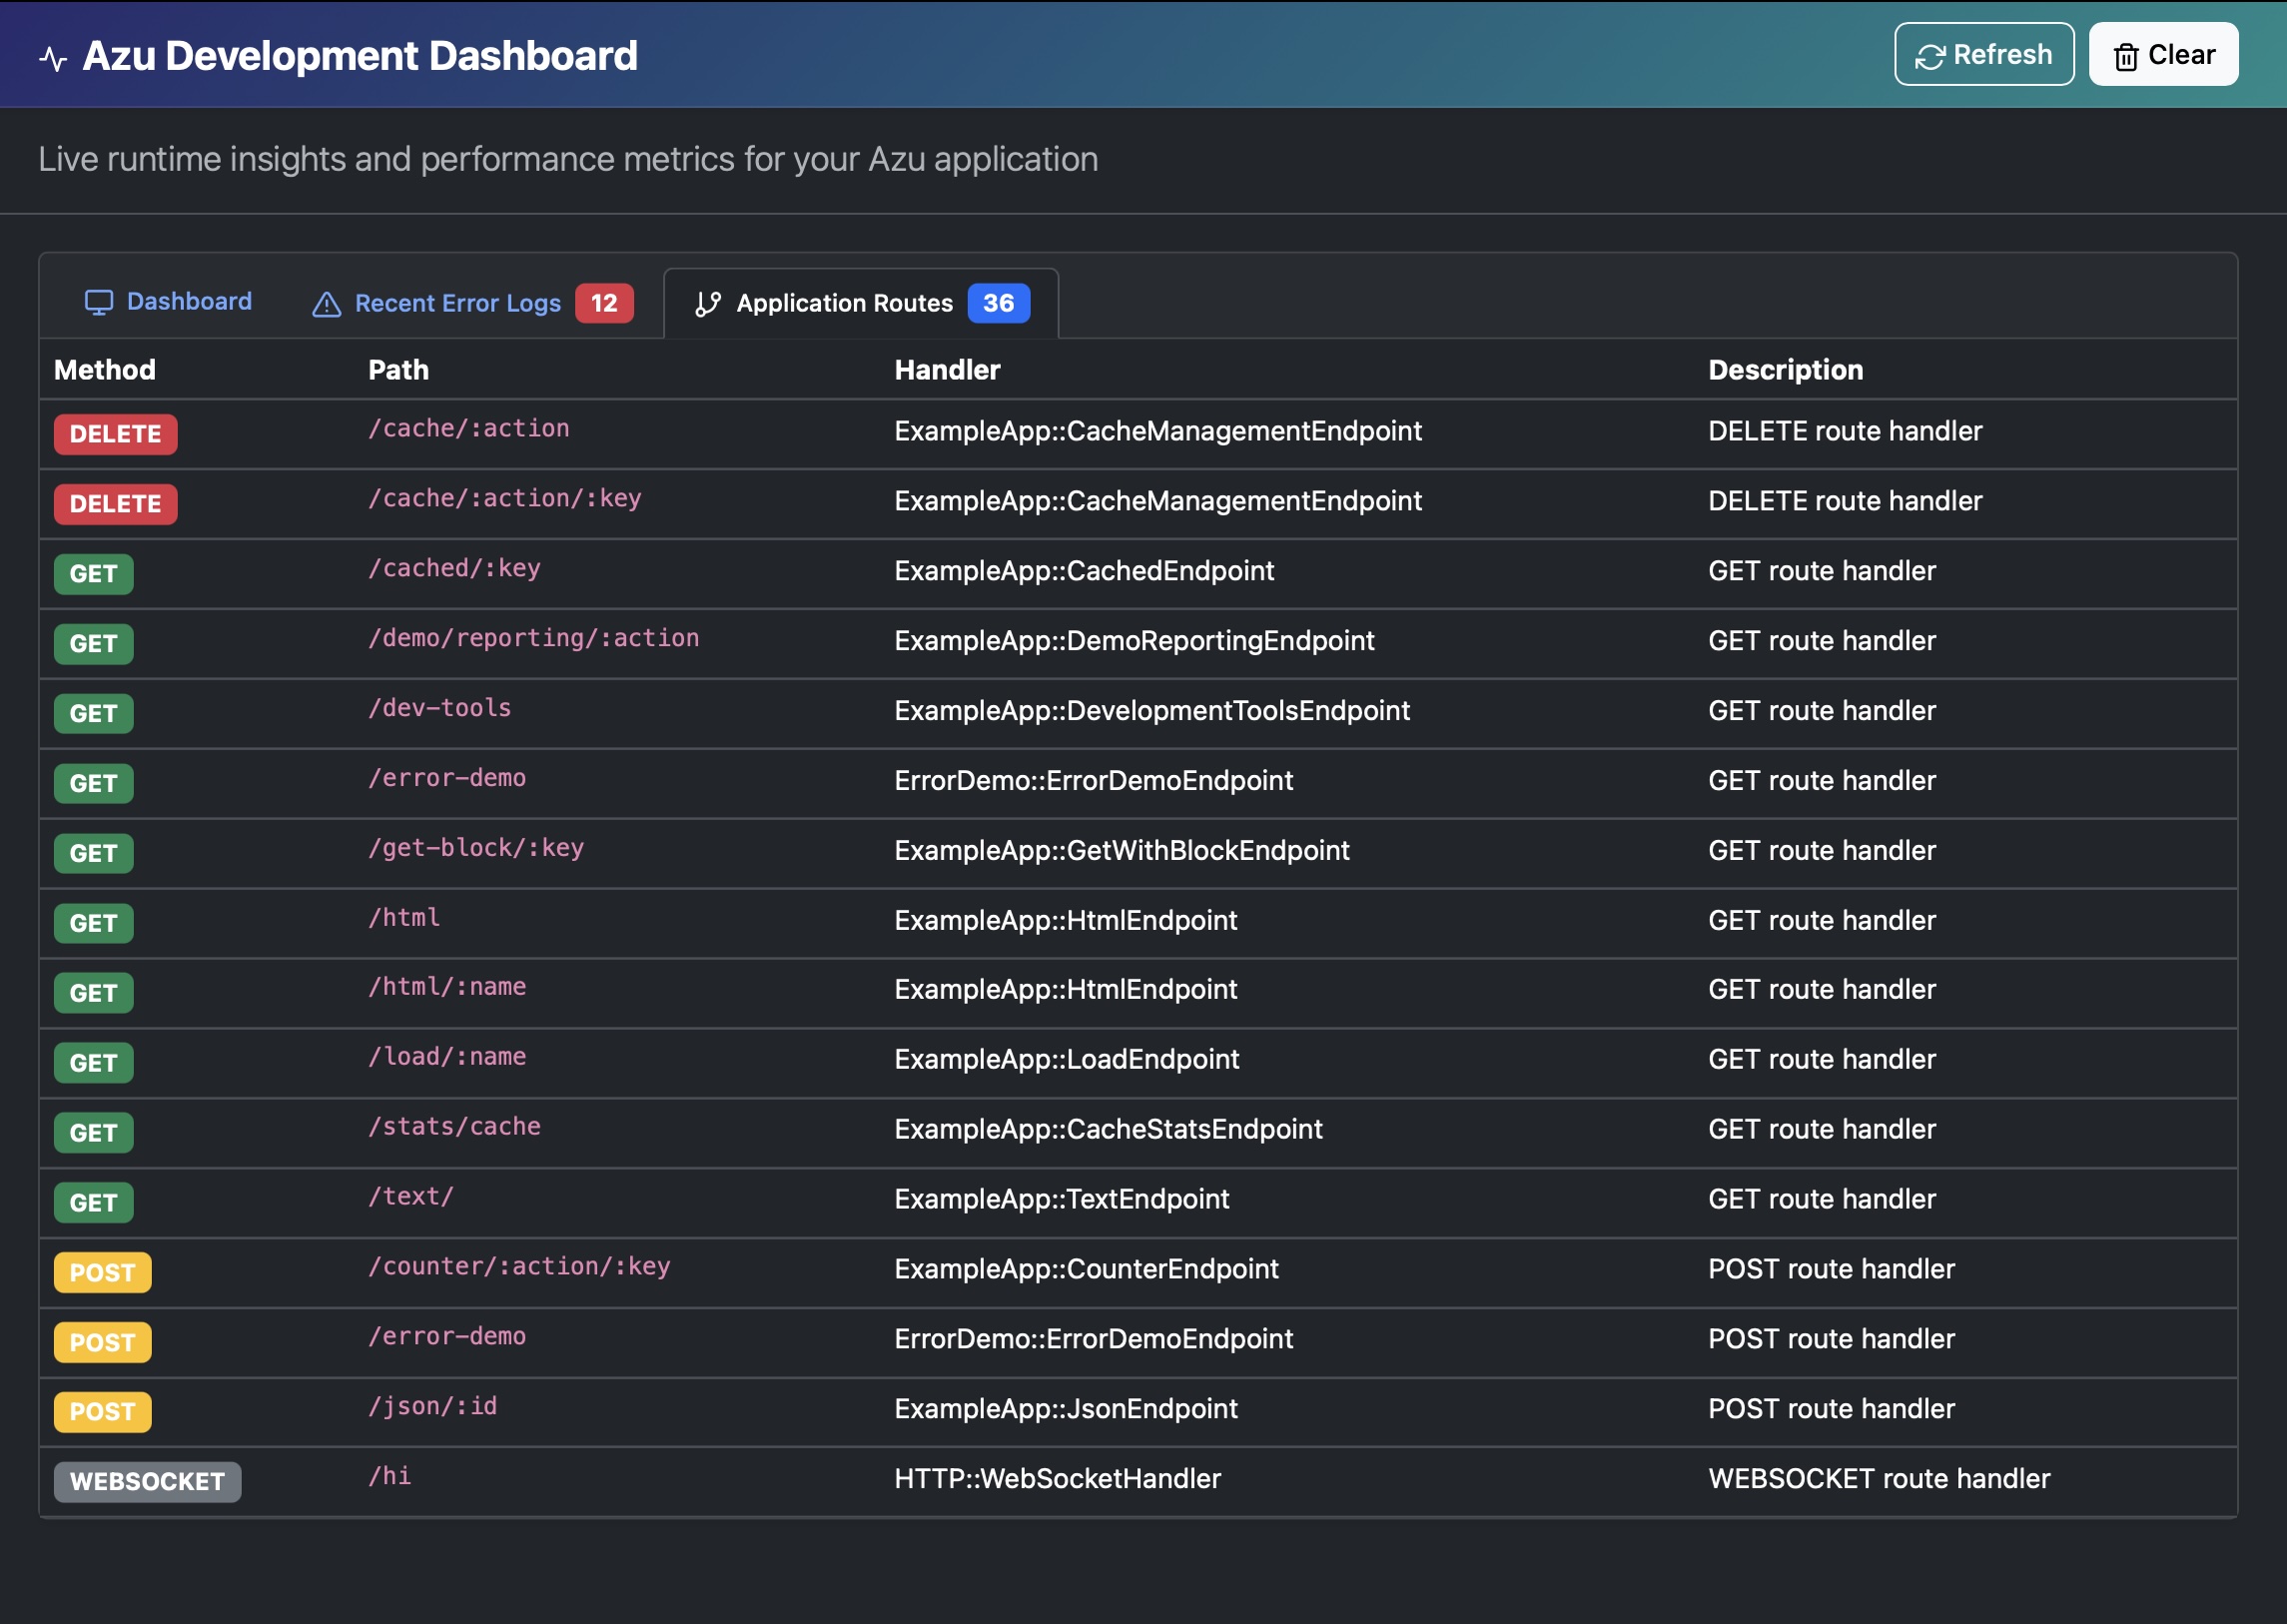 Azu Development Dashboard Refresh Clear
Live runtime insights and performance metrics for your Azu application
Dashboard Recent Error Logs 12 Application Routes 36
Method Path Handler Description
DELETE /cache/:action ExampleApp::CacheManagementEndpoint DELETE route handler
DELETE /cache/:action/:key ExampleApp::CacheManagementEndpoint DELETE route handler
GET /cached/:key ExampleApp::CachedEndpoint GET route handler
GET /demo/reporting/:action ExampleApp::DemoReportingEndpoint GET route handler
GET /dev-tools ExampleApp::DevelopmentToolsEndpoint GET route handler
GET /error-demo ErrorDemo::ErrorDemoEndpoint GET route handler
GET /get-block/:key ExampleApp::GetWithBlockEndpoint GET route handler
GET /html ExampleApp::HtmlEndpoint GET route handler
GET /html/:name ExampleApp::HtmlEndpoint GET route handler
GET /load/:name ExampleApp::LoadEndpoint GET route handler
GET /stats/cache ExampleApp::CacheStatsEndpoint GET route handler
GET /text/ ExampleApp::TextEndpoint GET route handler
POST /counter/:action/:key ExampleApp::CounterEndpoint POST route handler
POST /error-demo ErrorDemo::ErrorDemoEndpoint POST route handler
POST /json/:id ExampleApp::JsonEndpoint POST route handler
WEBSOCKET /hi HTTP::WebSocketHandler WEBSOCKET route handler